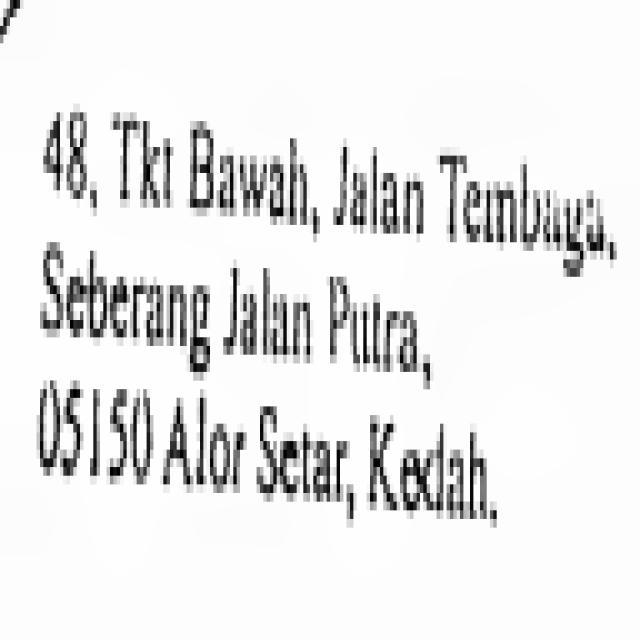 48, Tkt Bawah, Jalan Tembaga,
Seberang Jalan Putra,
05150 Alor Setar, Kedah,